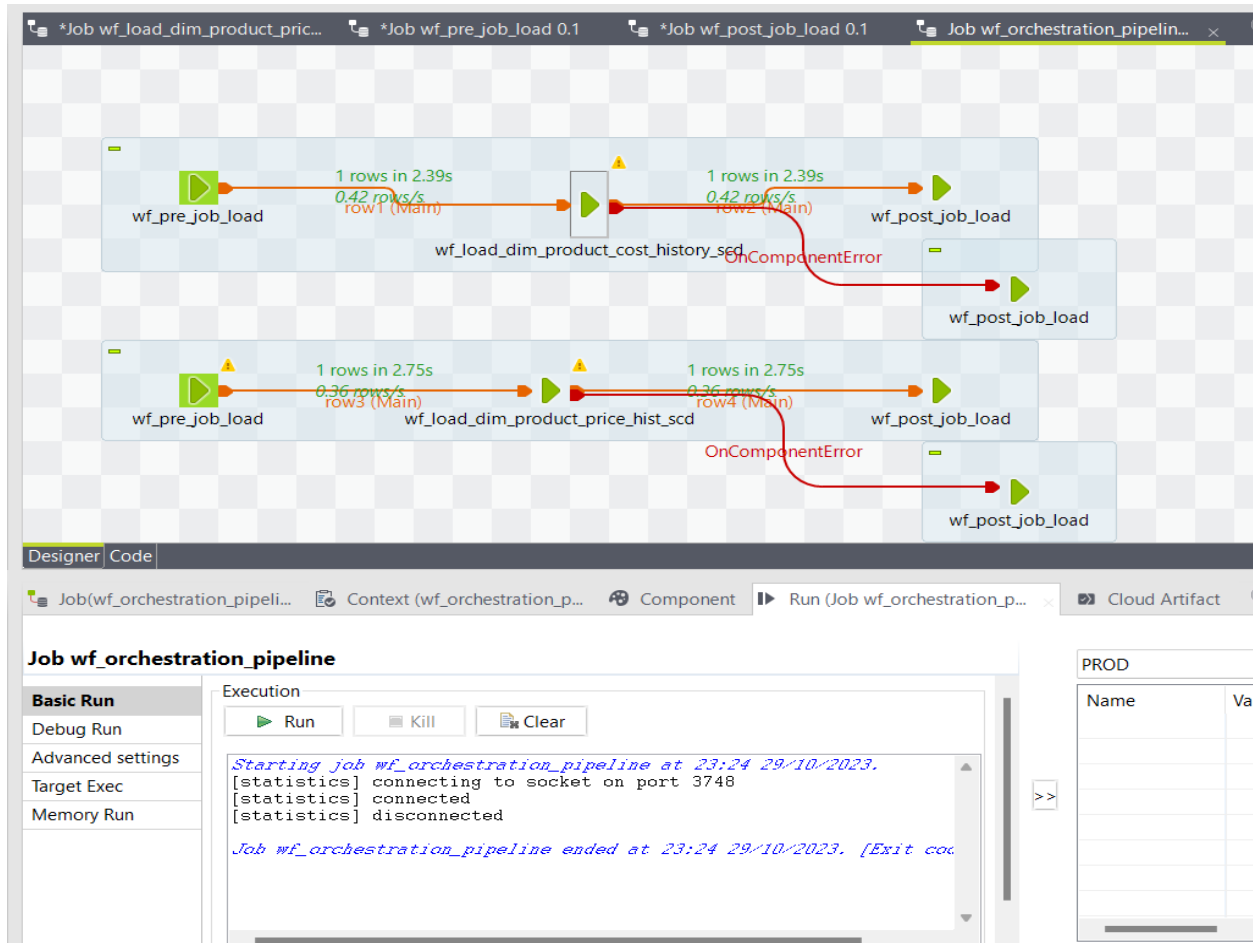 *Job wf_load_dim_product_pric... *Job wf_pre_job_load 0.1 *Job wf_post_job_load 0.1 Job wf_orchestration_pipelin...
1 rows in 2.39s
0.42 rows/s
row1 (Main)
1 rows in 2.39s
0.42 rows/s
row2 (Main)
wf_pre_job_load
wf_post_job_load
wf_load_dim_product_cost_history_scd
OnComponentError
wf_post_job_load
1 rows in 2.75s
0.36 rows/s
row3 (Main)
1 rows in 2.75s
0.36 rows/s
row4 (Main)
wf_pre_job_load
wf_load_dim_product_price_hist_scd
wf_post_job_load
OnComponentError
wf_post_job_load
Designer Code
Job(wf_orchestration_pipeli... Context (wf_orchestration_p... Component Run (Job wf_orchestration_p... Cloud Artifact
Job wf_orchestration_pipeline
Basic Run
Debug Run
Advanced settings
Target Exec
Memory Run
Execution
Run Kill Clear
Starting job wf_orchestration_pipeline at 23:24 29/10/2023.
[statistics] connecting to socket on port 3748
[statistics] connected
[statistics] disconnected
Job wf_orchestration_pipeline ended at 23:24 29/10/2023. [Exit cod
>>
PROD
Name Va